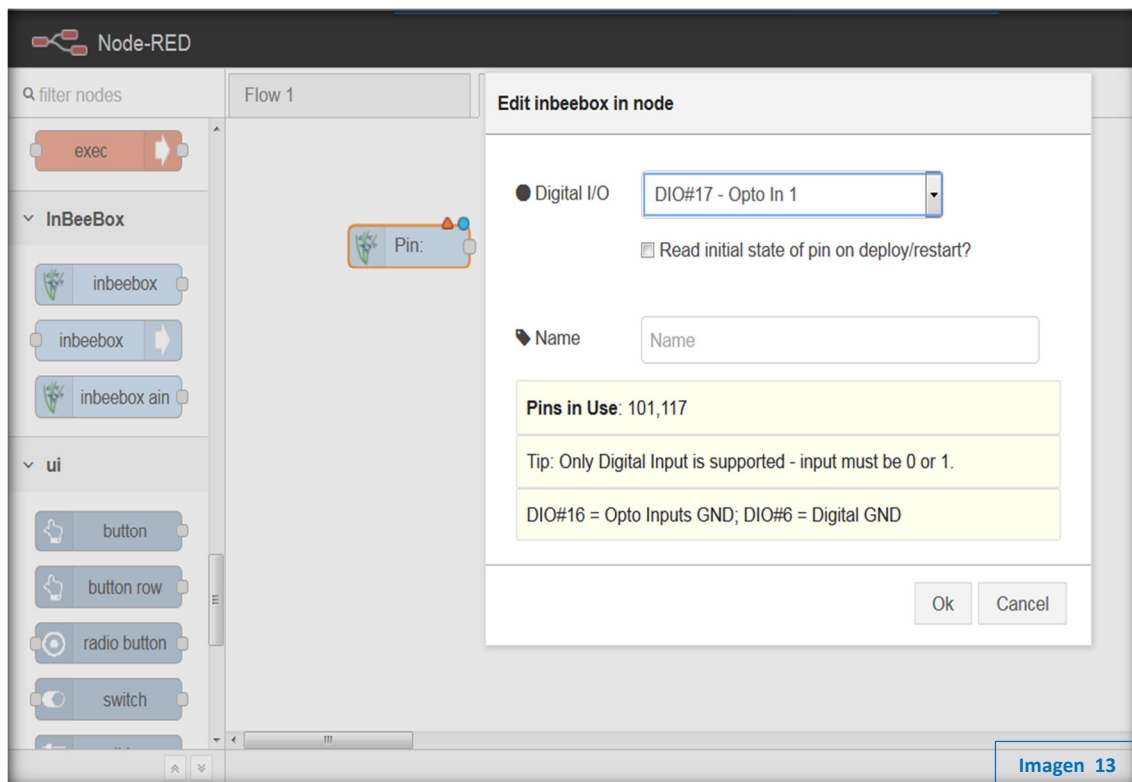 Node-RED
filter nodes
exec
InBeeBox
inbeebox
inbeebox
inbeebox ain
ui
button
button row
radio button
switch
Flow 1
Pin:
Edit inbeebox in node
Digital I/O
DIO#17 - Opto In 1
Read initial state of pin on deploy/restart?
Name
Name
Pins in Use: 101,117
Tip: Only Digital Input is supported - input must be 0 or 1.
DIO#16 = Opto Inputs GND; DIO#6 = Digital GND
Ok
Cancel
Imagen 13